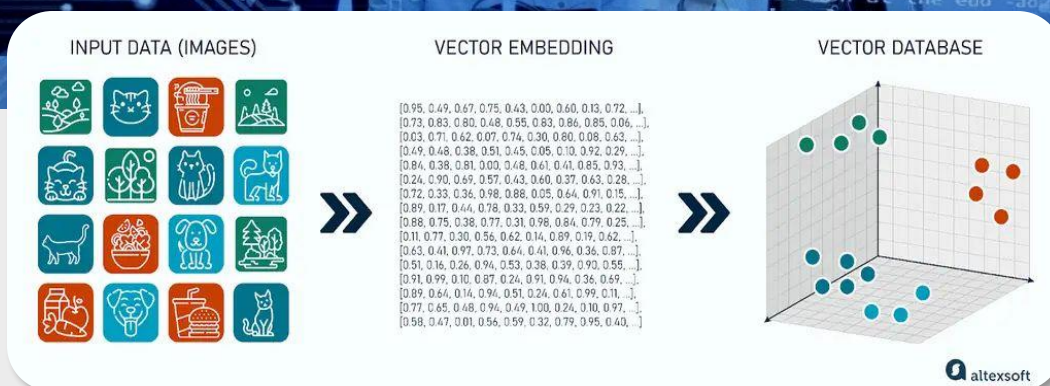 INPUT DATA (IMAGES)
VECTOR EMBEDDING
VECTOR DATABASE
[0.95, 0.49, 0.67, 0.75, 0.43, 0.00, 0.60, 0.13, 0.72, ...],
[0.73, 0.83, 0.80, 0.48, 0.55, 0.83, 0.86, 0.85, 0.06, ...],
[0.03, 0.71, 0.62, 0.07, 0.74, 0.30, 0.80, 0.08, 0.63, ...],
[0.49, 0.48, 0.38, 0.51, 0.45, 0.05, 0.10, 0.92, 0.29, ...],
[0.84, 0.38, 0.81, 0.00, 0.48, 0.61, 0.41, 0.85, 0.93, ...],
[0.24, 0.90, 0.69, 0.57, 0.43, 0.60, 0.37, 0.63, 0.28, ...],
[0.72, 0.33, 0.36, 0.98, 0.88, 0.05, 0.64, 0.91, 0.15, ...],
[0.89, 0.17, 0.44, 0.78, 0.33, 0.59, 0.29, 0.23, 0.22, ...],
[0.88, 0.75, 0.38, 0.77, 0.31, 0.98, 0.84, 0.79, 0.25, ...],
[0.11, 0.77, 0.30, 0.56, 0.62, 0.14, 0.89, 0.19, 0.62, ...],
[0.63, 0.41, 0.97, 0.73, 0.64, 0.41, 0.96, 0.36, 0.87, ...],
[0.51, 0.16, 0.26, 0.94, 0.53, 0.38, 0.39, 0.90, 0.55, ...],
[0.91, 0.99, 0.10, 0.87, 0.24, 0.91, 0.94, 0.36, 0.69, ...],
[0.89, 0.64, 0.14, 0.94, 0.51, 0.24, 0.61, 0.99, 0.11, ...],
[0.77, 0.65, 0.48, 0.94, 0.49, 1.00, 0.24, 0.10, 0.97, ...],
[0.58, 0.47, 0.01, 0.56, 0.59, 0.32, 0.79, 0.95, 0.40, ...]
altexsoft